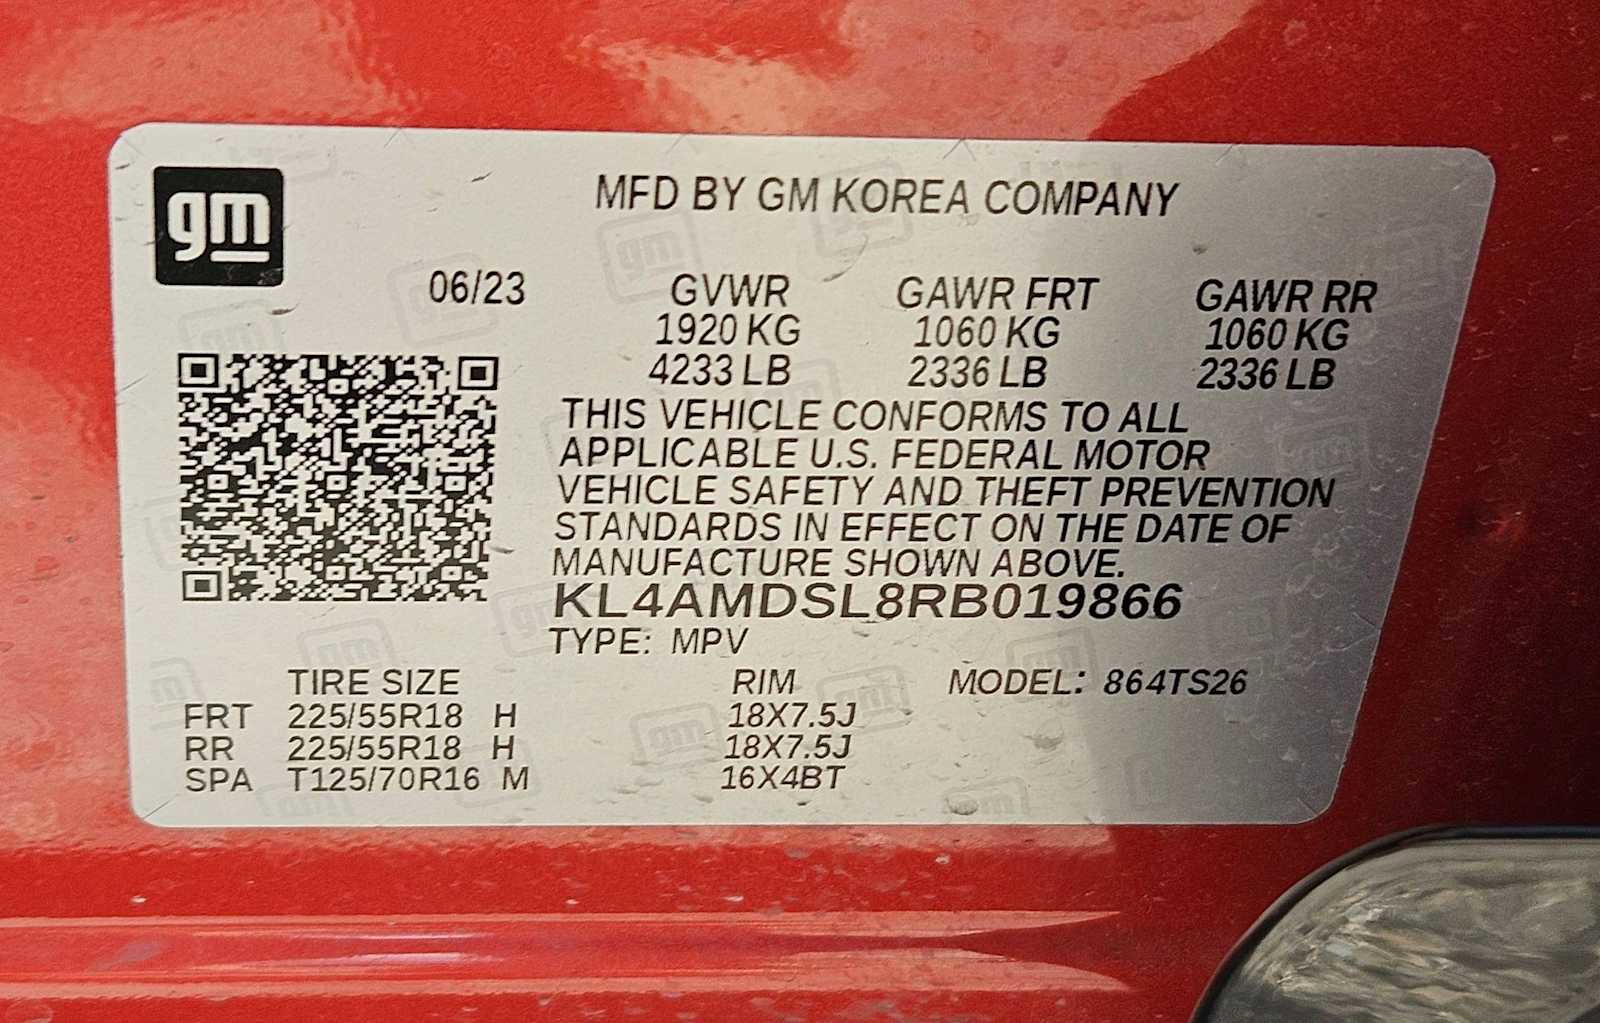 gm
MFD BY GM KOREA COMPANY
06/23 GVWR GAWR FRT GAWR RR
1920 KG 1060 KG 1060 KG
4233 LB 2336 LB 2336 LB
THIS VEHICLE CONFORMS TO ALL
APPLICABLE U.S. FEDERAL MOTOR
VEHICLE SAFETY AND THEFT PREVENTION
STANDARDS IN EFFECT ON THE DATE OF
MANUFACTURE SHOWN ABOVE.
KL4AMDSL8RB019866
TYPE: MPV
TIRE SIZE RIM MODEL: 864TS26
FRT 225/55R18 H 18X7.5J
RR 225/55R18 H 18X7.5J
SPA T125/70R16 M 16X4BT